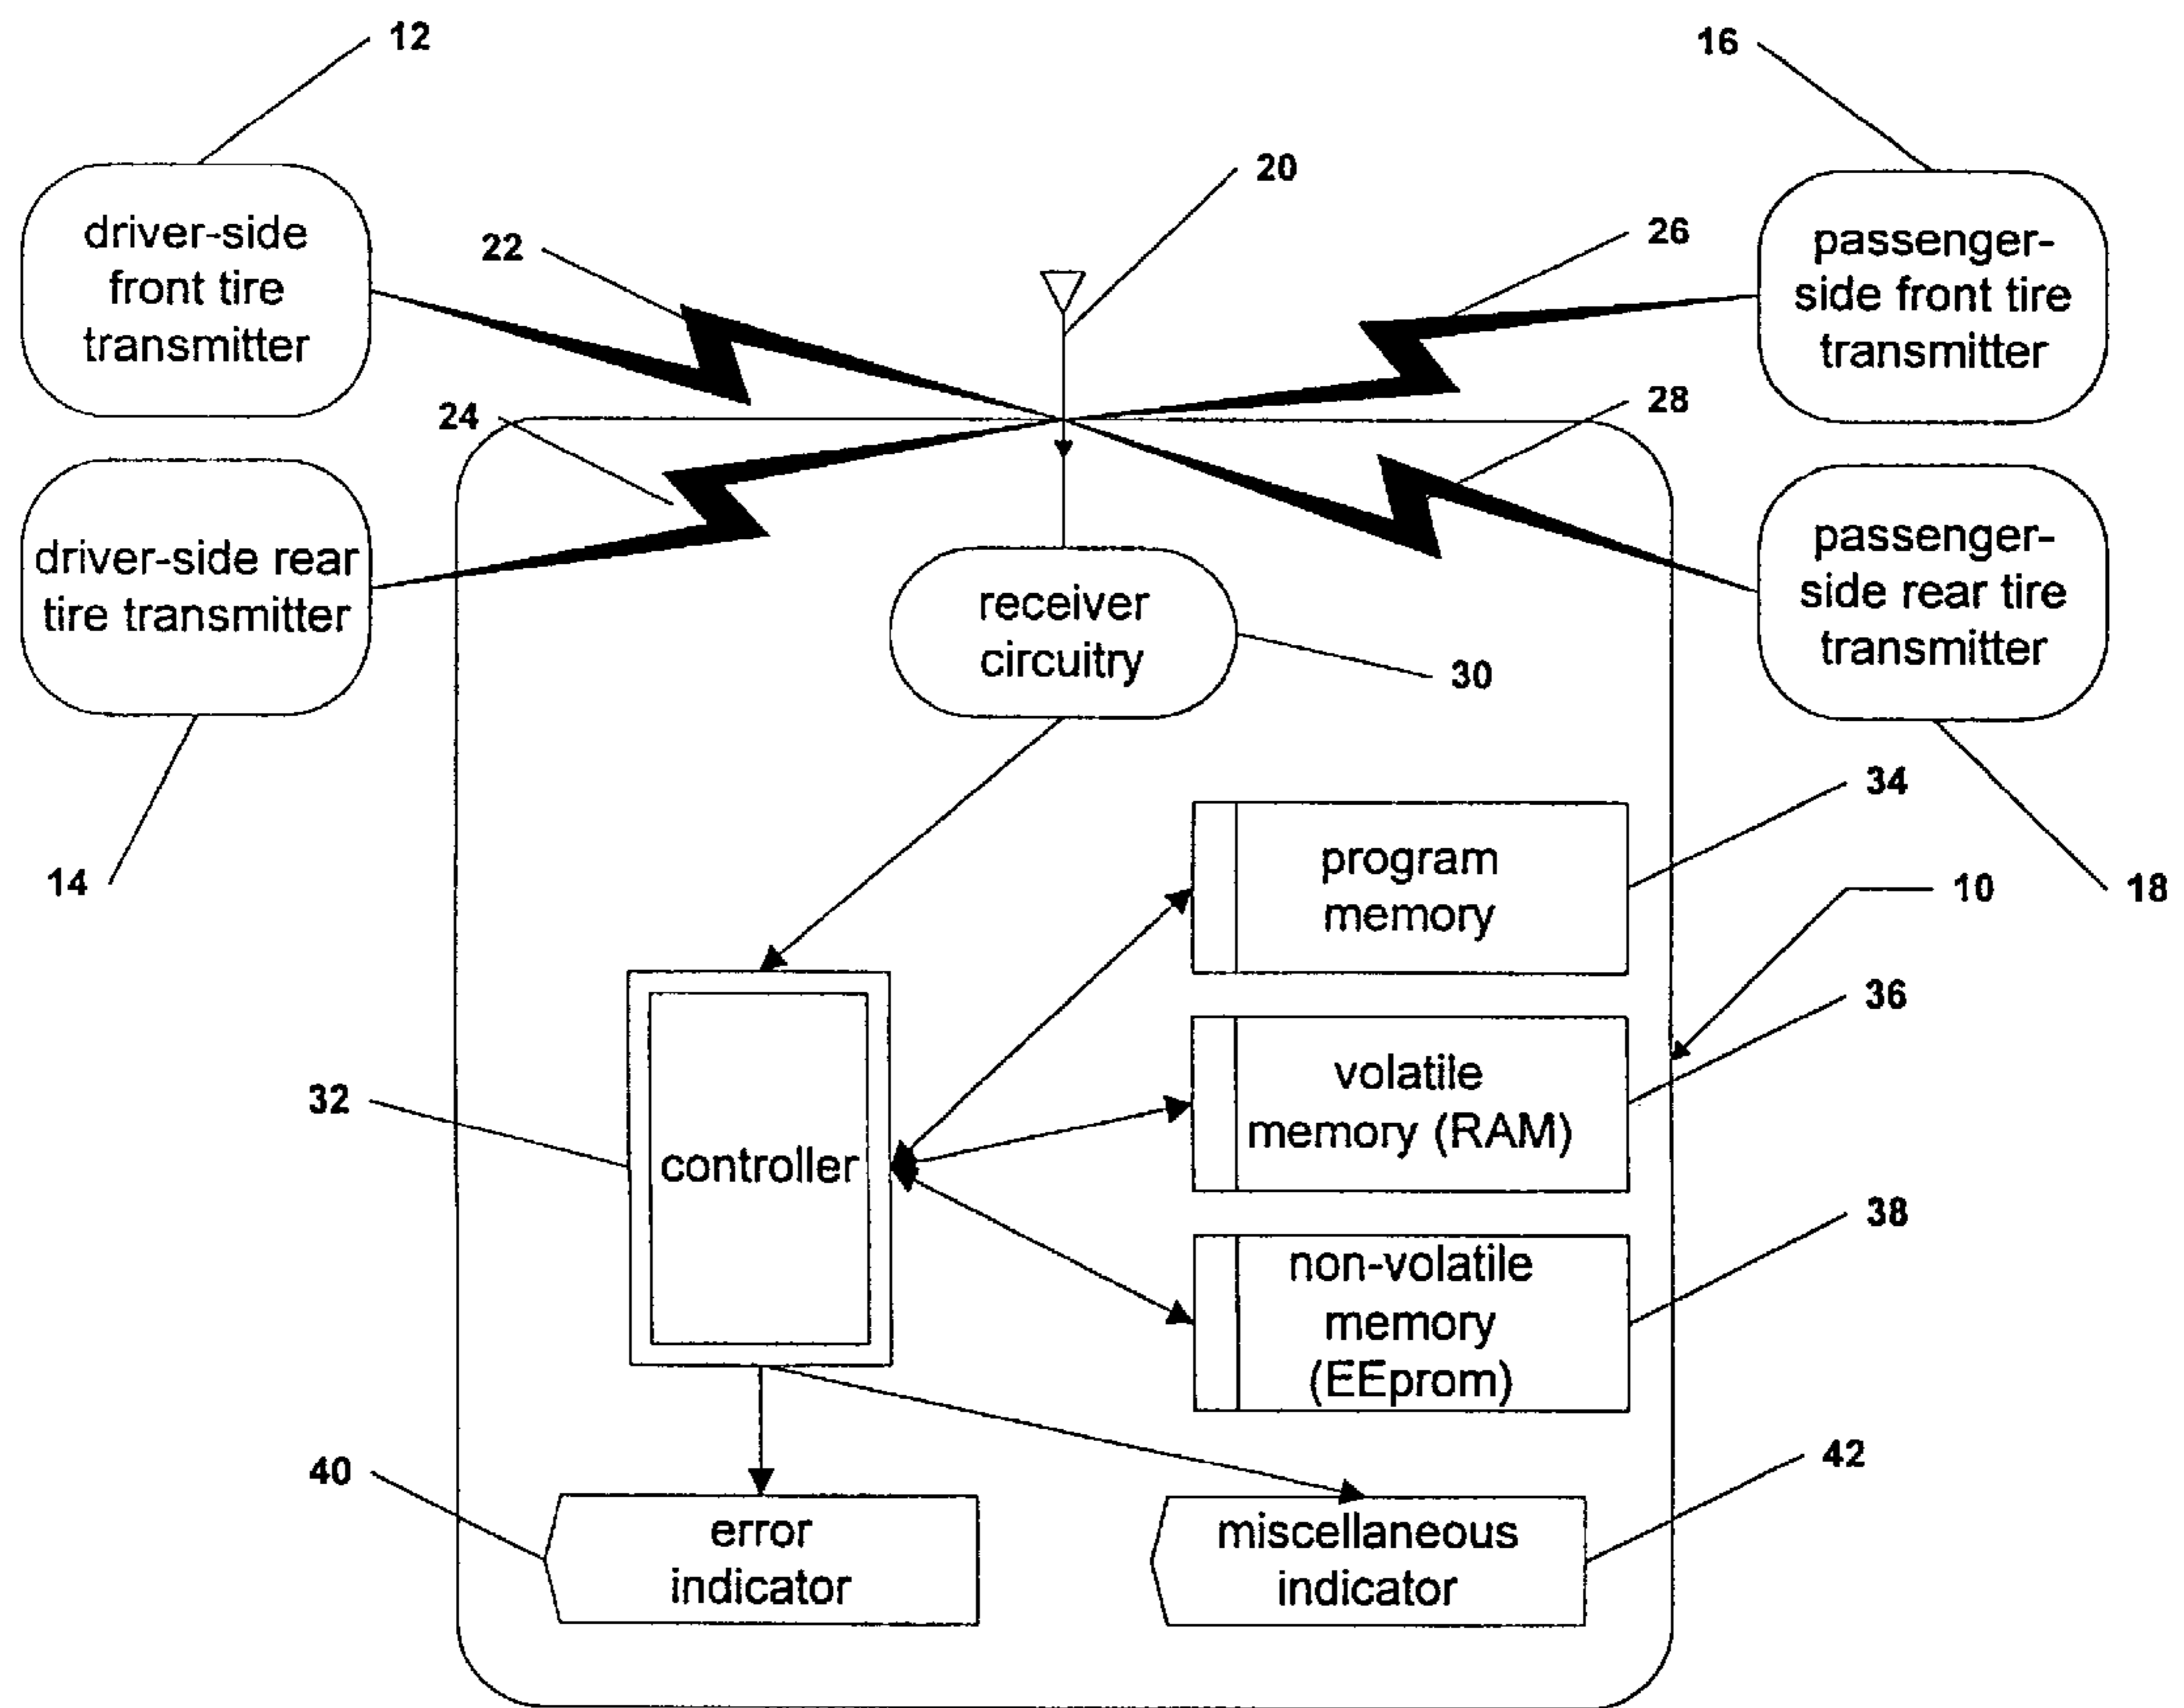 12
16
20
driver-side
front tire
transmitter
22
26
passenger-
side front tire
transmitter
24
28
driver-side rear
tire transmitter
receiver
circuitry
30
passenger-
side rear tire
transmitter
14
18
34
program
memory
10
36
volatile
memory (RAM)
32
controller
38
non-volatile
memory
(EEprom)
40
42
error
indicator
miscellaneous
indicator